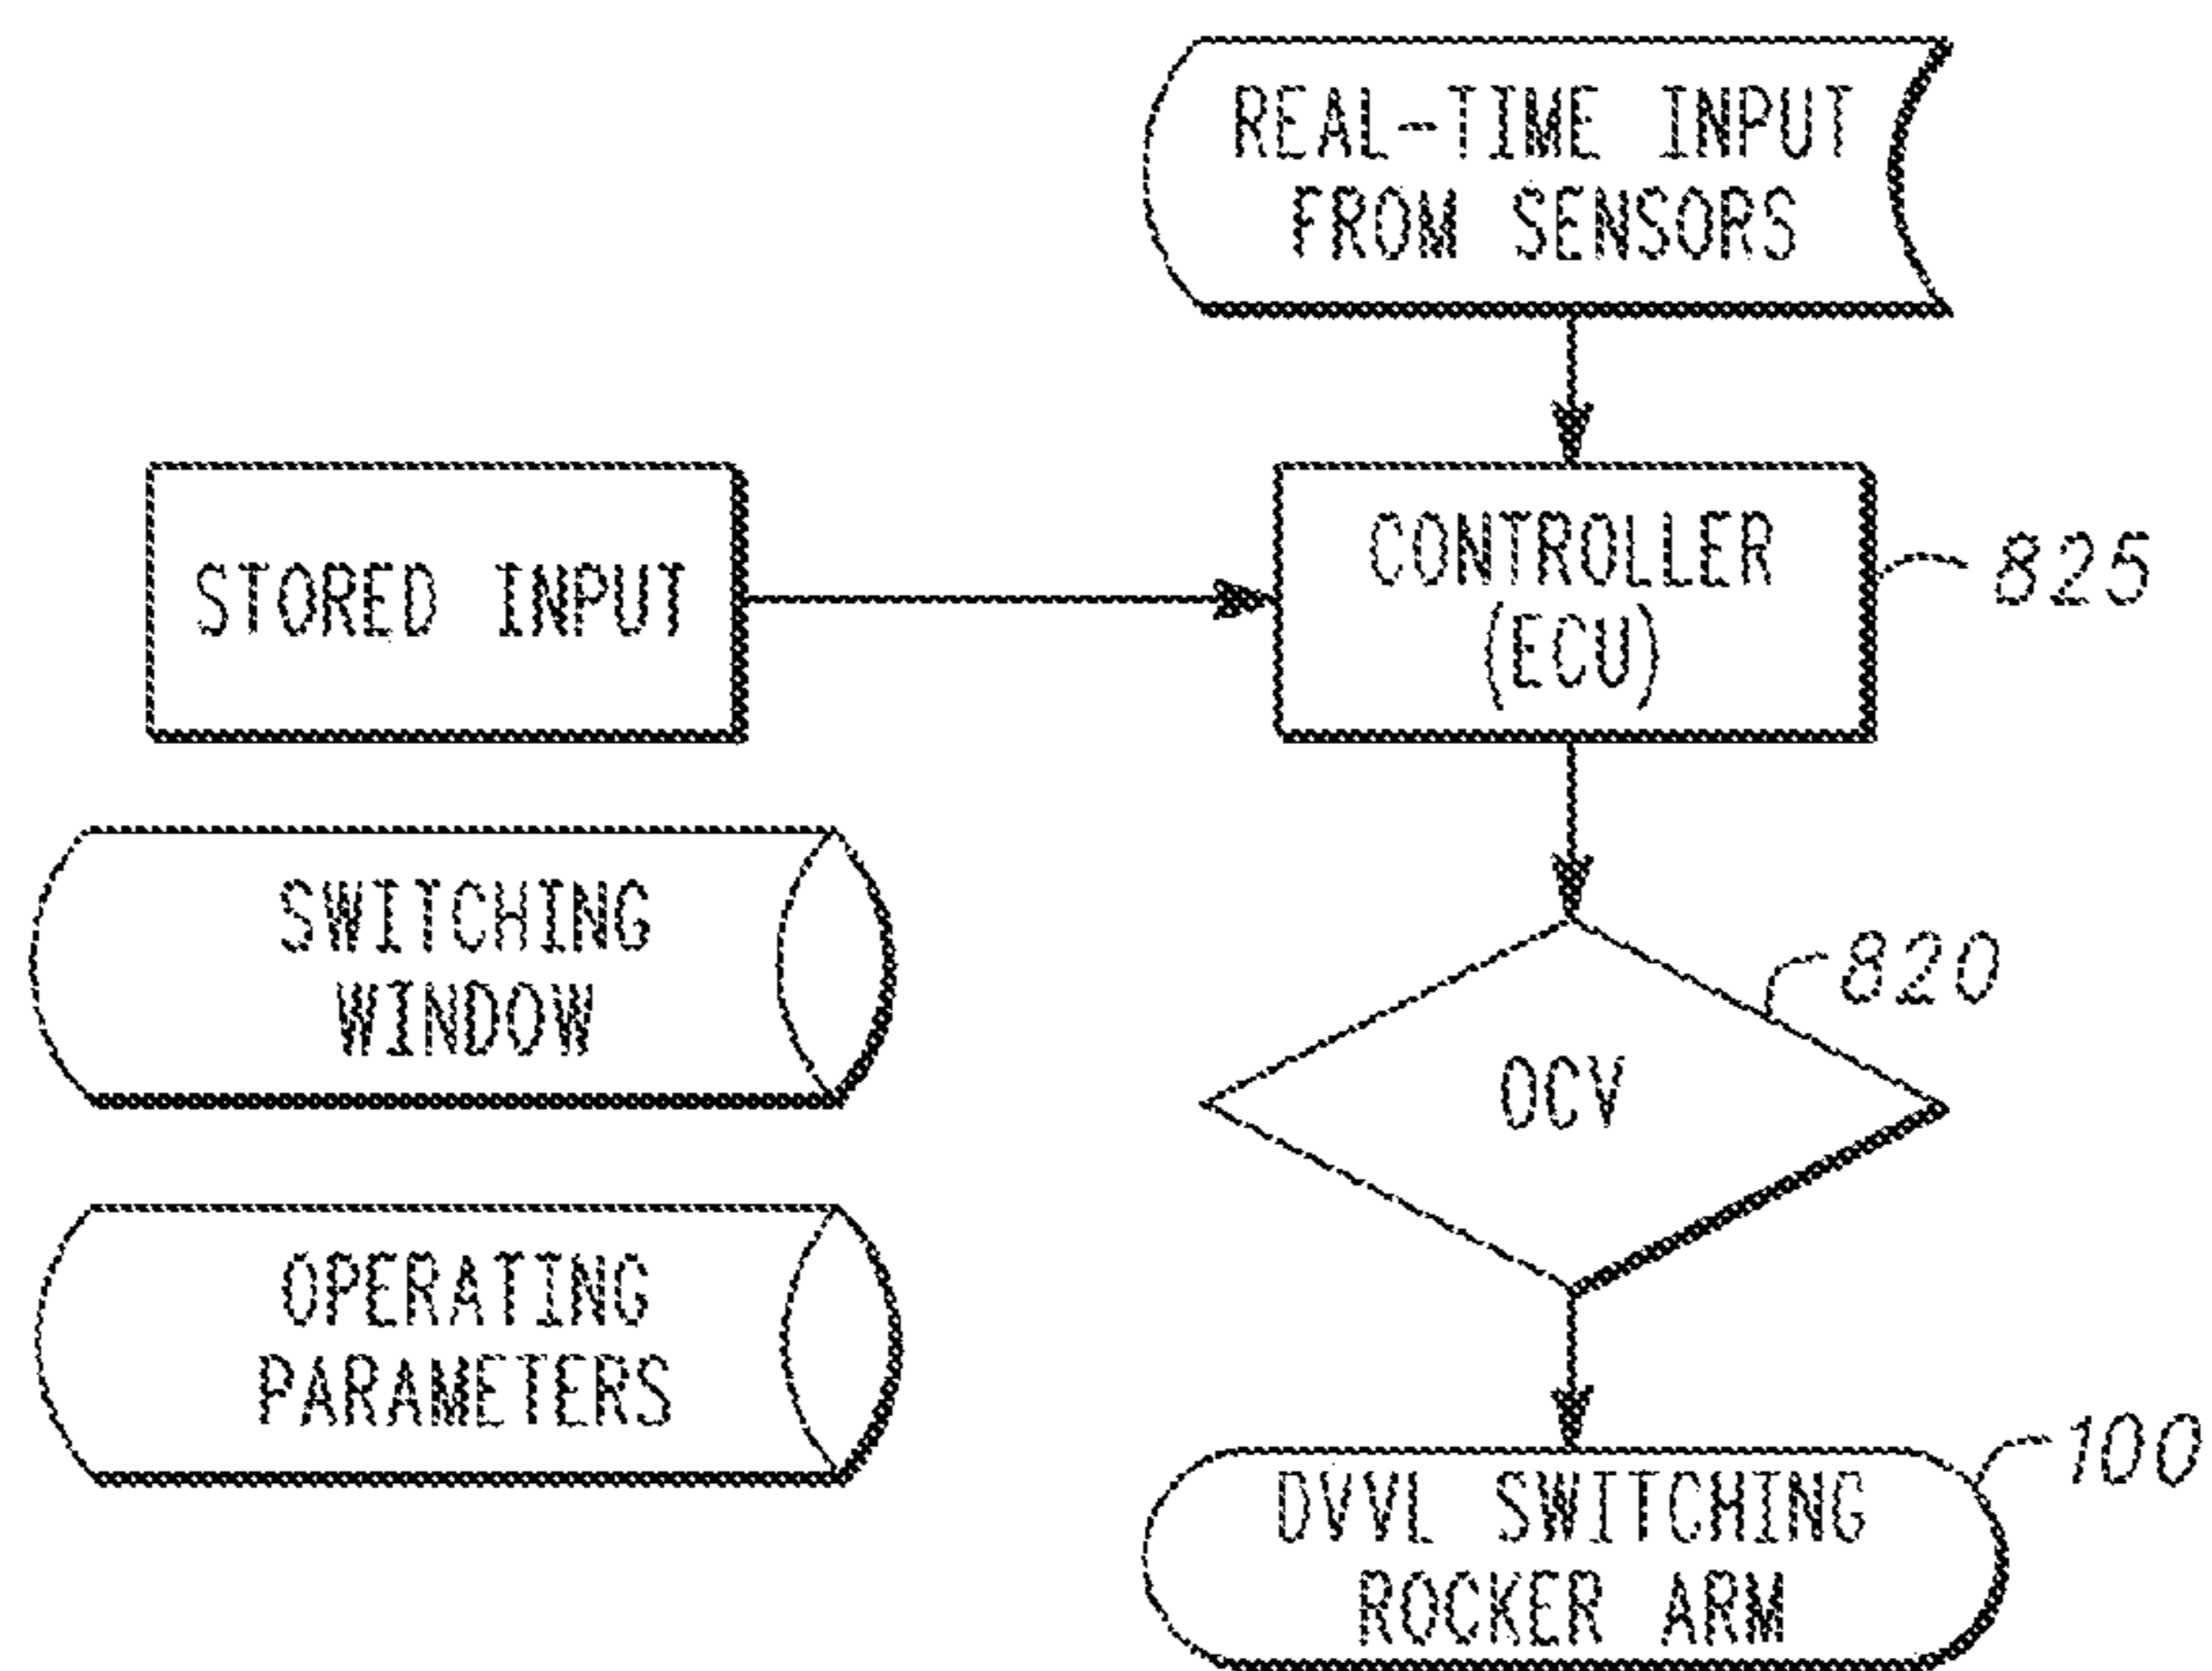 REAL-TIME INPUT
FROM SENSORS
STORED INPUT
CONTROLLER
(ECU)
825
SWITCHING
WINDOW
820
OCV
OPERATING
PARAMETERS
100
DVVL SWITCHING
ROCKER ARM